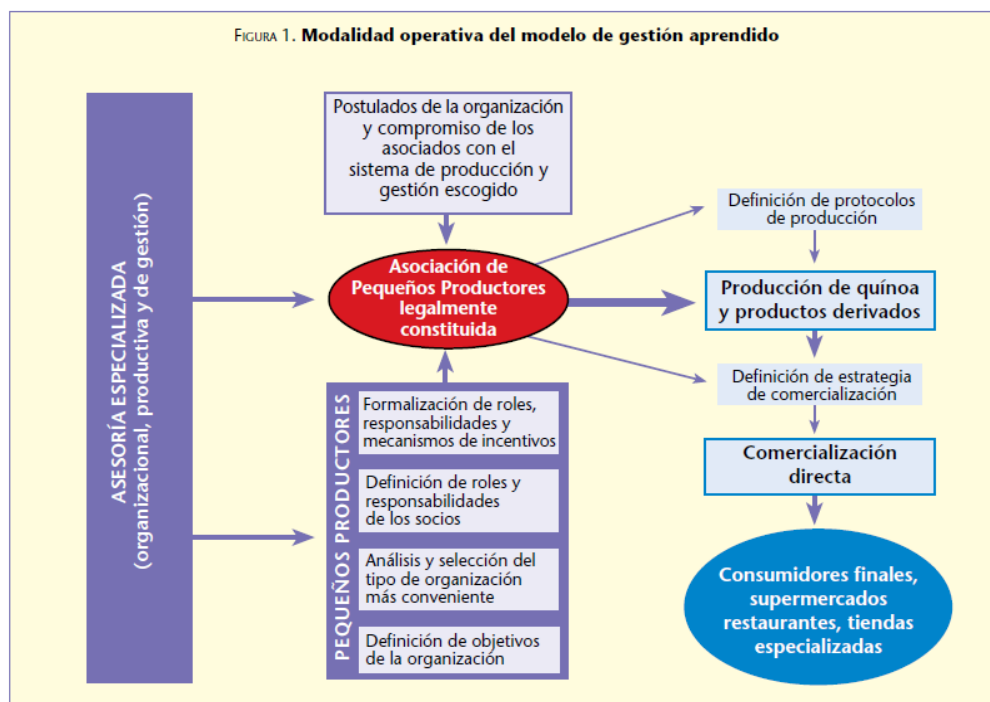 FIGURA 1. Modalidad operativa del modelo de gestión aprendido
ASESORÍA ESPECIALIZADA
(organizacional, productiva y de gestión)
Postulados de la organización
y compromiso de los
asociados con el
sistema de producción y
gestión escogido
Asociación de
Pequeños Productores
legalmente
constituida
PEQUEÑOS PRODUCTORES
Formalización de roles,
responsabilidades y
mecanismos de incentivos
Definición de roles y
responsabilidades
de los socios
Análisis y selección del
tipo de organización
más conveniente
Definición de objetivos
de la organización
Definición de protocolos
de producción
Producción de quínoa
y productos derivados
Definición de estrategia
de comercialización
Comercialización
directa
Consumidores finales,
supermercados
restaurantes, tiendas
especializadas